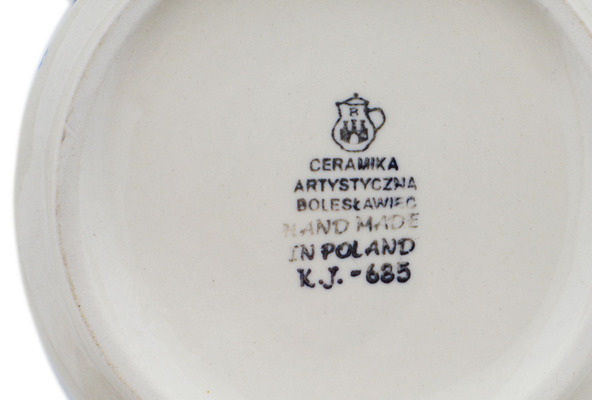 B
CERAMIKA
ARTYSTYCZNA
BOLESŁAWIEC
HAND MADE
IN POLAND
K.J.-685